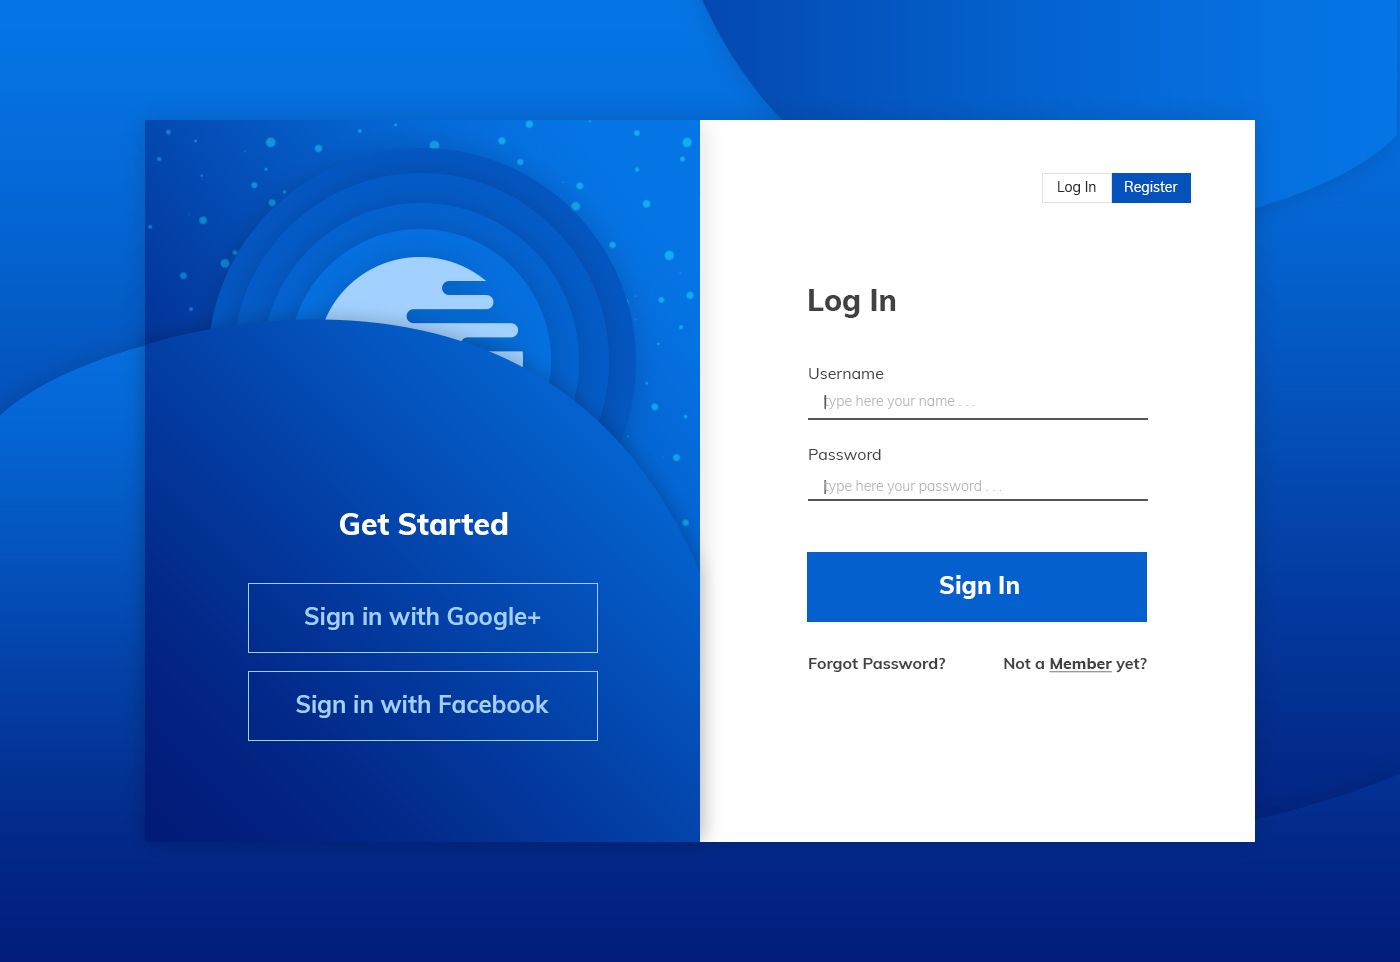 Log In
Register
Log In
Username
type here your name . . .
Password
type here your password . . .
Sign In
Forgot Password?
Not a Member yet?
Get Started
Sign in with Google+
Sign in with Facebook